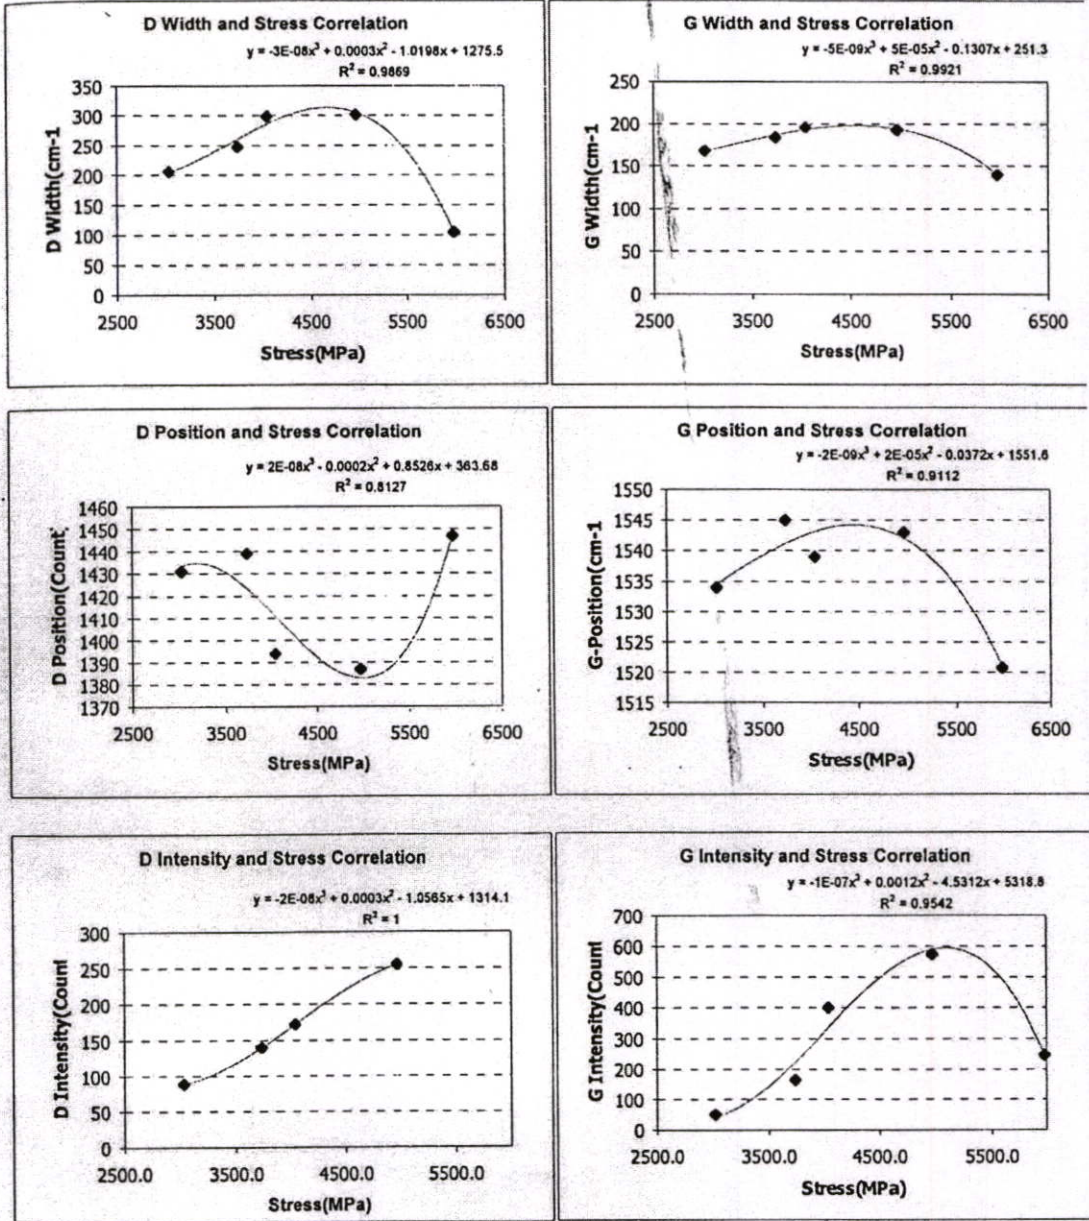 D Width and Stress Correlation
y = -3E-08x³ + 0.0003x² - 1.0198x + 1275.5
R² = 0.9869
D Width(cm-1
350
300
250
200
150
100
50
0
2500 3500 4500 5500 6500
Stress(MPa)
G Width and Stress Correlation
y = -5E-09x³ + 5E-05x² - 0.1307x + 251.3
R² = 0.9921
G Width(cm-1
250
200
150
100
50
0
2500 3500 4500 5500 6500
Stress(MPa)
D Position and Stress Correlation
y = 2E-08x³ - 0.0002x² + 0.8526x + 363.68
R² = 0.8127
D Position(Count
1460
1450
1440
1430
1420
1410
1400
1390
1380
1370
2500 3500 4500 5500 6500
Stress(MPa)
G Position and Stress Correlation
y = -2E-09x³ + 2E-05x² - 0.0372x + 1551.6
R² = 0.9112
G-Position(cm-1
1550
1545
1540
1535
1530
1525
1520
1515
2500 3500 4500 5500 6500
Stress(MPa)
D Intensity and Stress Correlation
y = -2E-08x³ + 0.0003x² - 1.0565x + 1314.1
R² = 1
D Intensity(Count
300
250
200
150
100
50
0
2500.0 3500.0 4500.0 5500.0
Stress(MPa)
G Intensity and Stress Correlation
y = -1E-07x³ + 0.0012x² - 4.5312x + 5318.8
R² = 0.9542
G Intensity(Count
700
600
500
400
300
200
100
0
2500.0 3500.0 4500.0 5500.0
Stress(MPa)